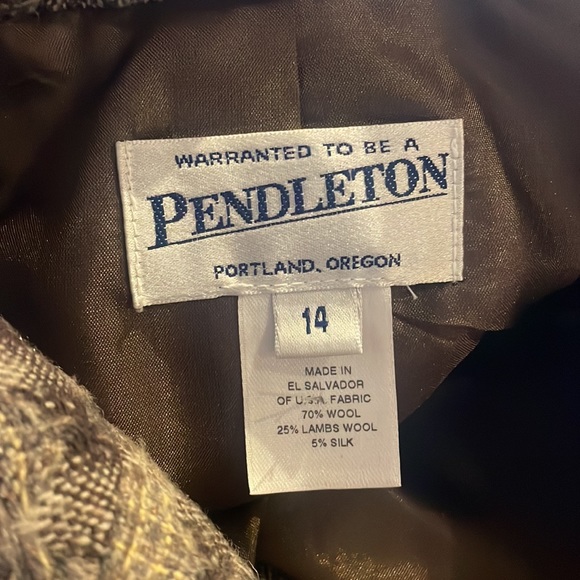 WARRANTED TO BE A
PENDLETON
PORTLAND, OREGON
14
MADE IN
EL SALVADOR
OF U.S.A. FABRIC
70% WOOL
25% LAMBS WOOL
5% SILK